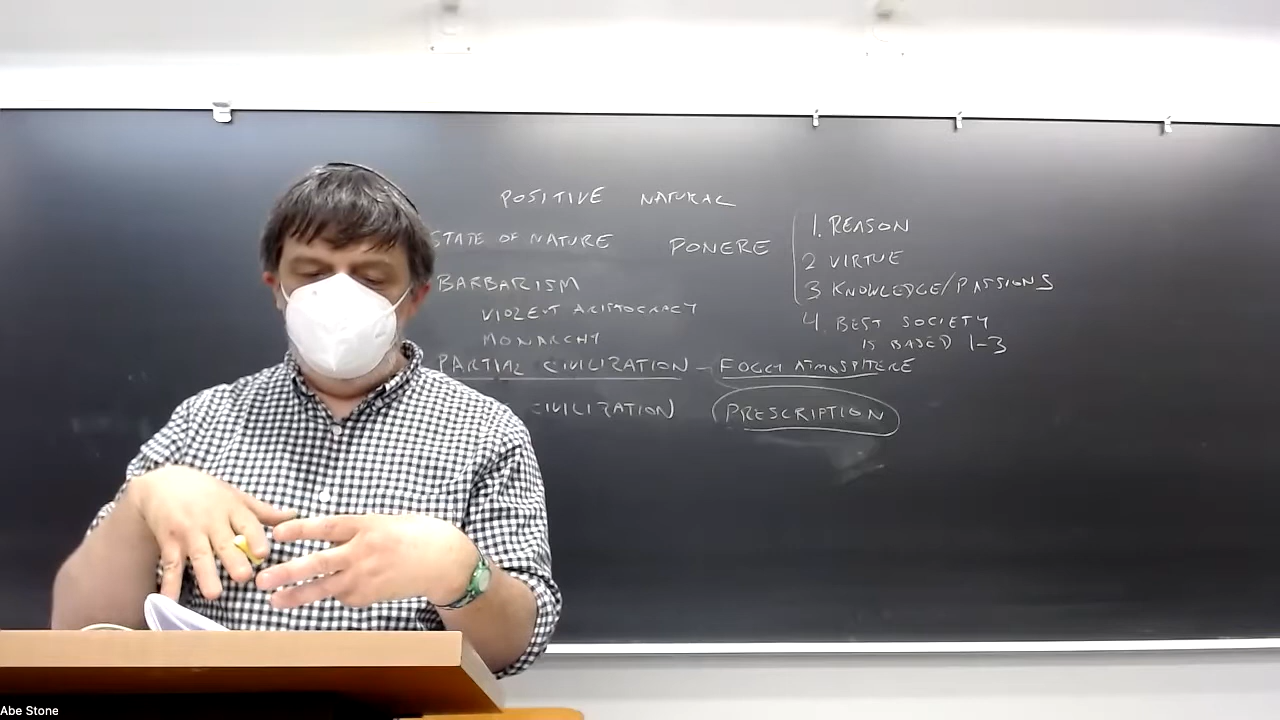 POSITIVE NATURAL
STATE OF NATURE PONERE
BARBARISM
VIOLENT ARISTOCRACY
MONARCHY
PARTIAL CIVILIZATION - FOGGY ATMOSPHERE
CIVILIZATION PRESCRIPTION
1. REASON
2 VIRTUE
3 KNOWLEDGE/PASSIONS
4. BEST SOCIETY
IS BASED 1-3
Abe Stone